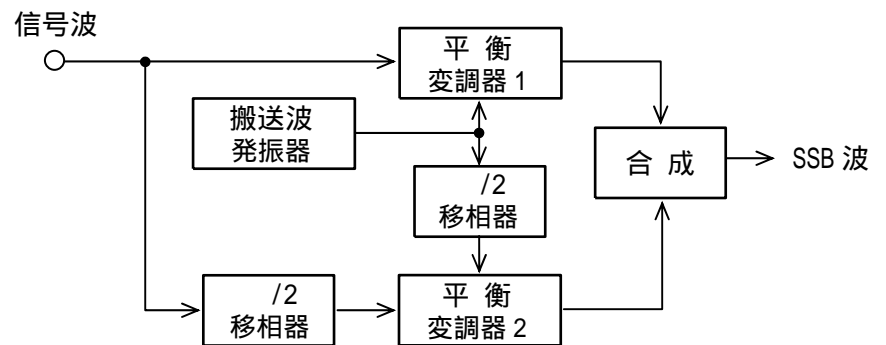 信号波
平 衡
変調器 1
搬送波
発振器
合 成
SSB 波
/2
移相器
/2
移相器
平 衡
変調器 2